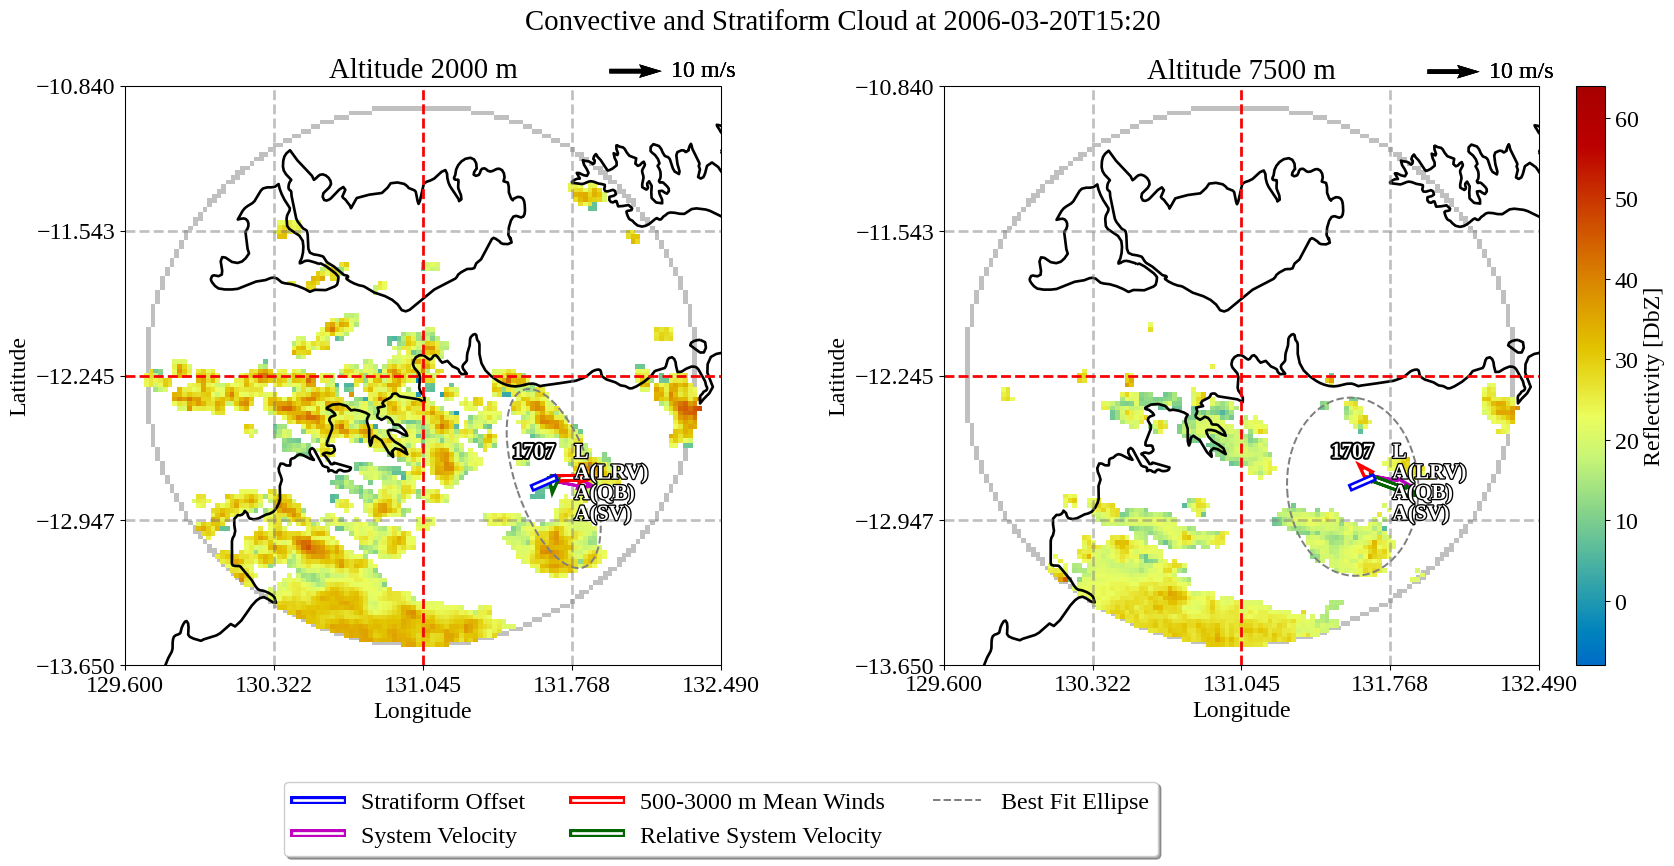 Convective and Stratiform Cloud at 2006-03-20T15:20
Altitude 2000 m
10 m/s
−10.840
−11.543
−12.245
−12.947
−13.650
129.600
130.322
131.045
131.768
132.490
Latitude
Longitude
1707
L
A(LRV)
A(QB)
A(SV)
Altitude 7500 m
10 m/s
−10.840
−11.543
−12.245
−12.947
−13.650
129.600
130.322
131.045
131.768
132.490
Latitude
Longitude
1707
L
A(LRV)
A(QB)
A(SV)
60
50
40
30
20
10
0
Reflectivity [DbZ]
Stratiform Offset
System Velocity
500-3000 m Mean Winds
Relative System Velocity
Best Fit Ellipse